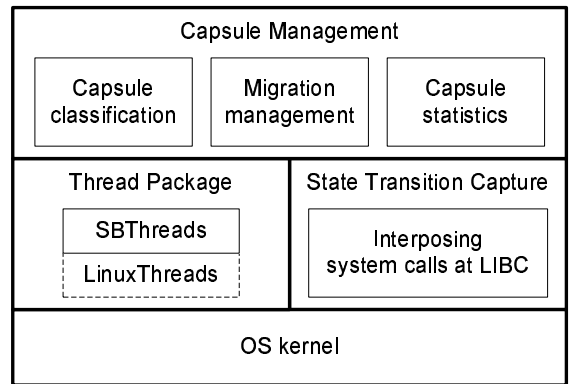 Capsule Management
Capsule
classification
Migration
management
Capsule
statistics
Thread Package
SBThreads
LinuxThreads
State Transition Capture
Interposing
system calls at LIBC
OS kernel